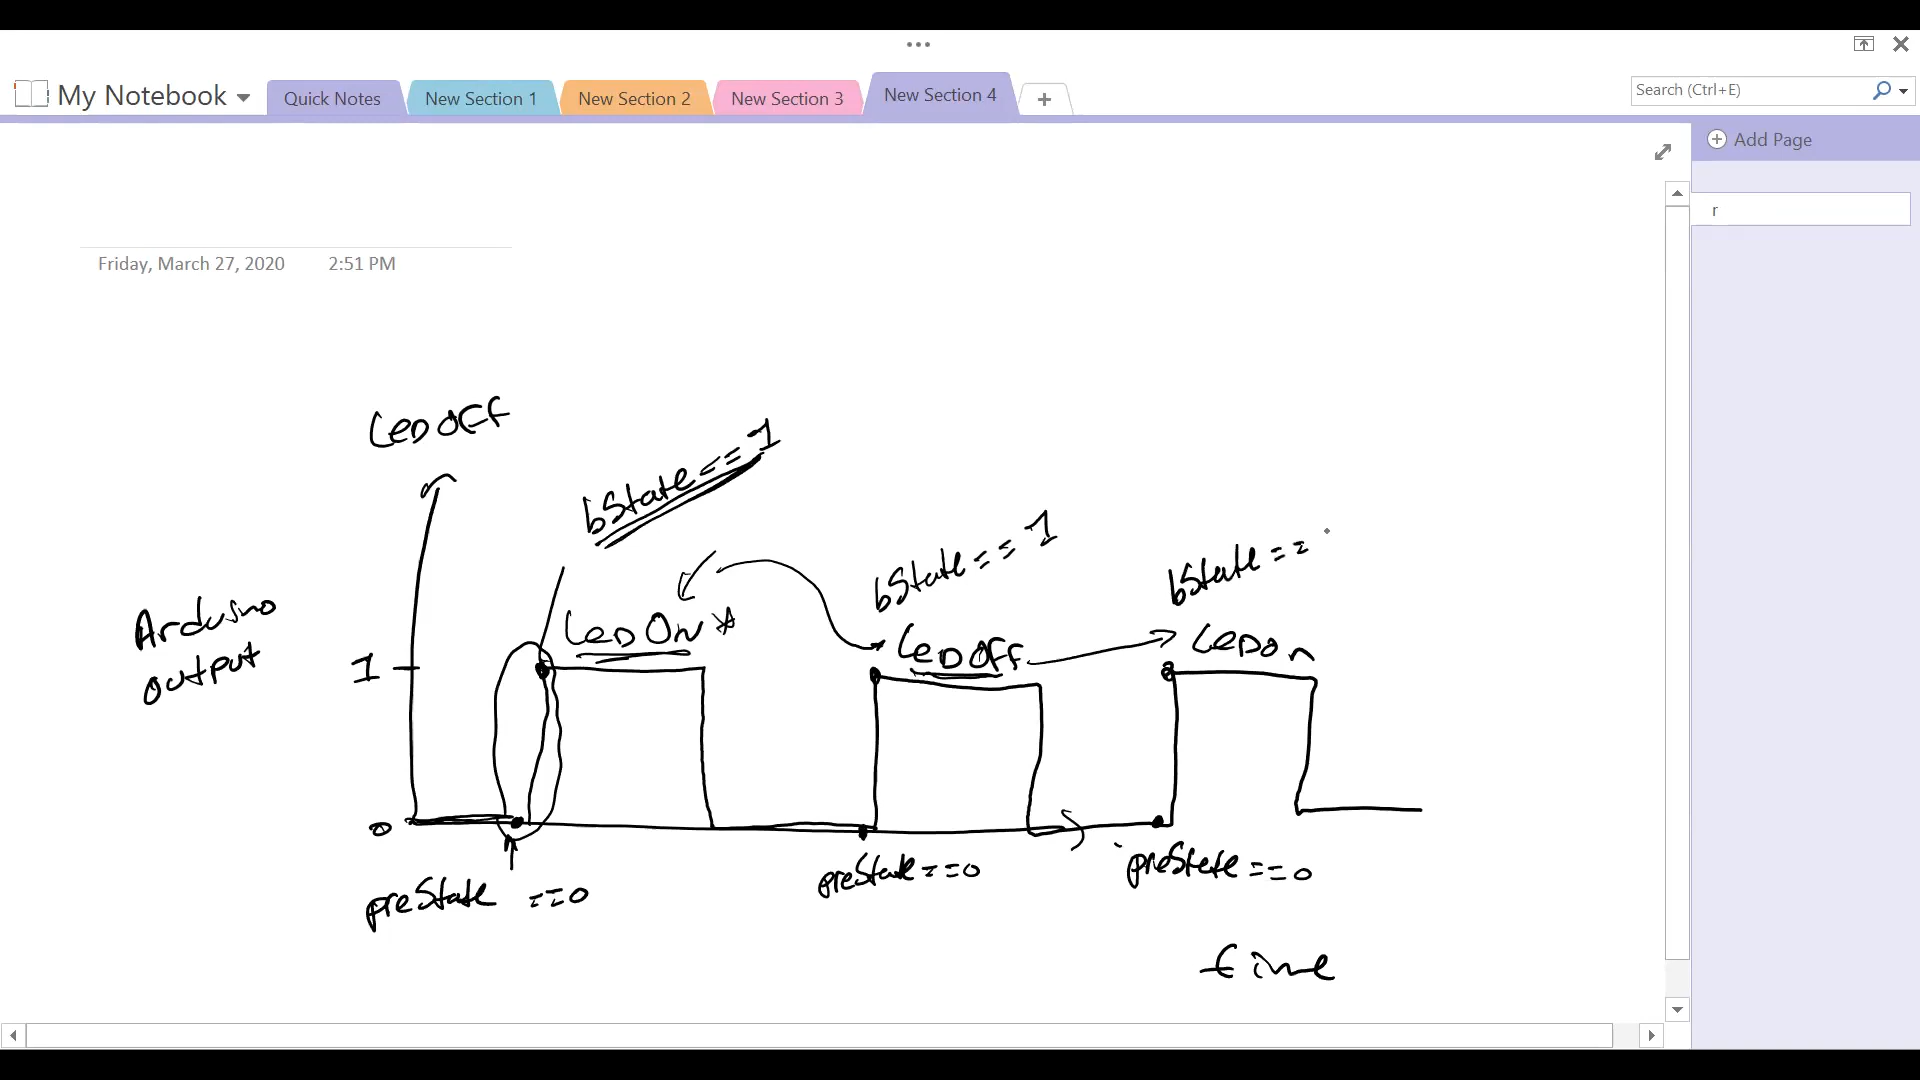 My Notebook
Quick Notes
New Section 1
New Section 2
New Section 3
New Section 4
Search (Ctrl+E)
Add Page
r
Friday, March 27, 2020 2:51 PM
LED OFF
bState == 1
bState == 1
bState ==
Arduino
output
LED ON *
LED OFF
LED On
1
0
preState == 0
preState == 0
preState == 0
time